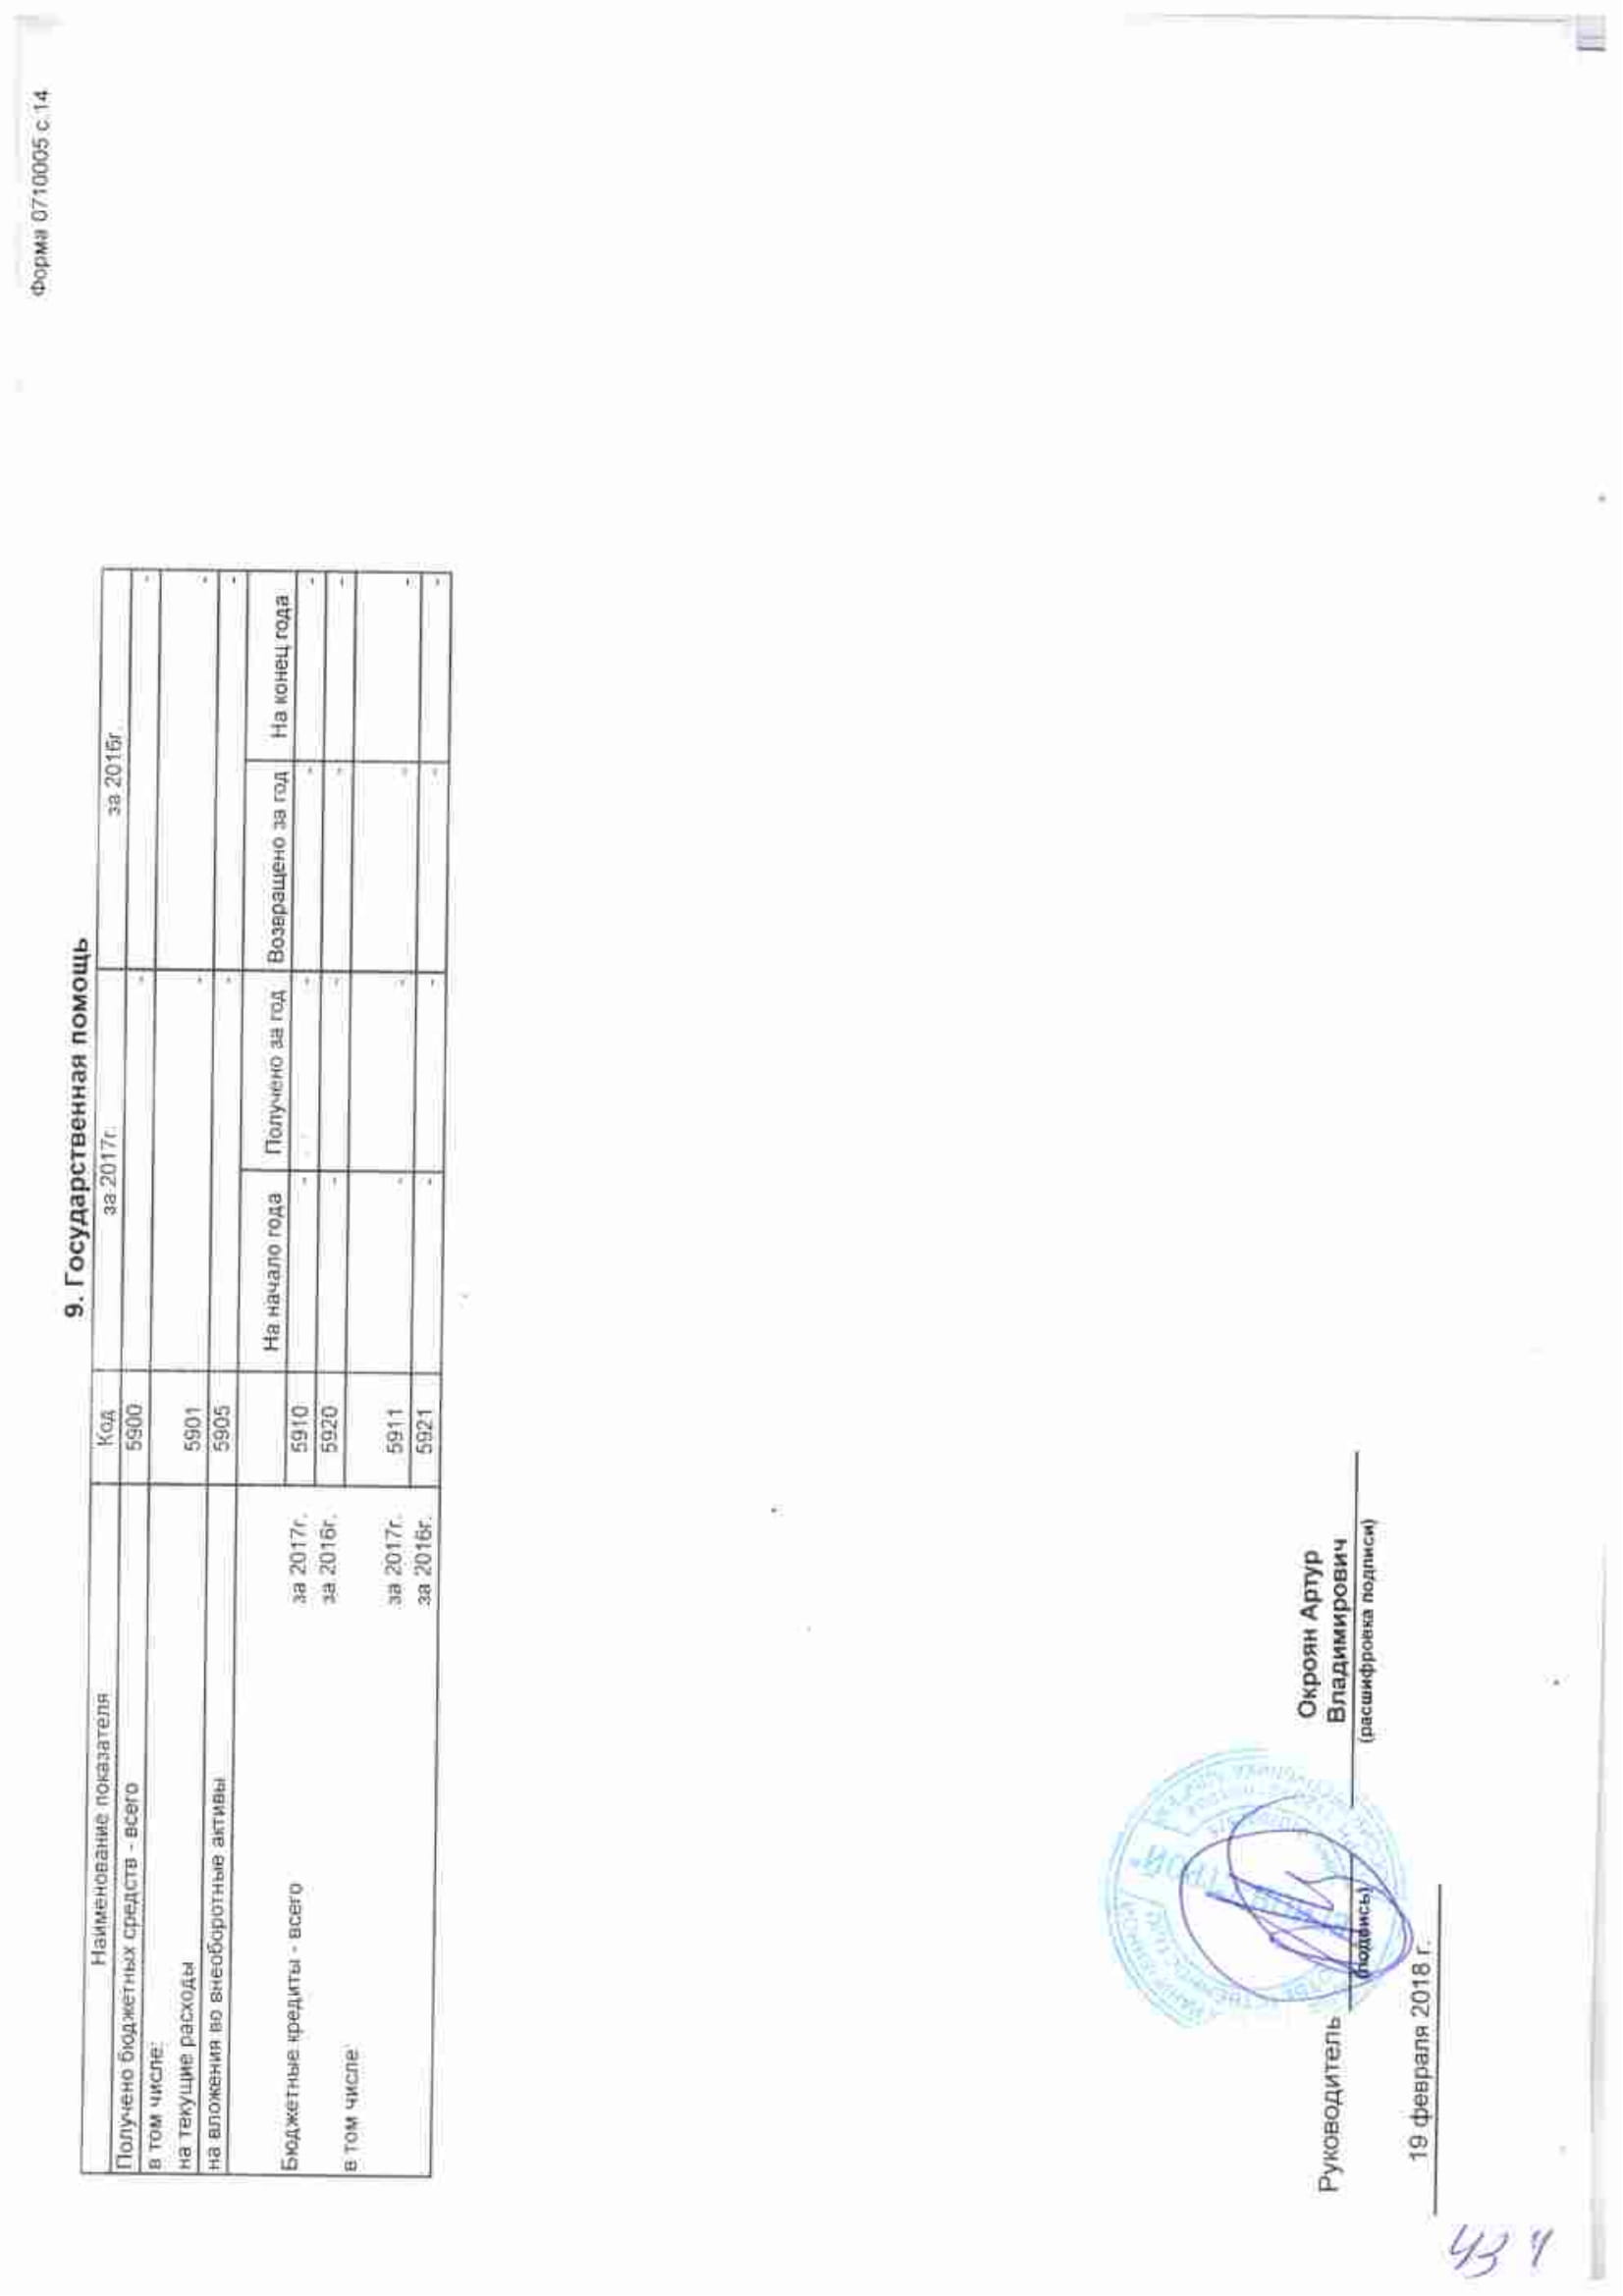 Форма 0710005 с.14
9. Государственная помощь
Наименование показателя Код за 2017г. за 2016г.
Получено бюджетных средств - всего 5900 - -
в том числе:
на текущие расходы 5901 - -
на вложения во внеоборотные активы 5905 - -
На начало года Получено за год Возвращено за год На конец года
Бюджетные кредиты - всего за 2017г. 5910 - - - -
за 2016г. 5920 - - - -
в том числе:
за 2017г. 5911 - - - -
за 2016г. 5921 - - - -
Окроян Артур
Руководитель Владимирович
(подпись) (расшифровка подписи)
19 февраля 2018 г.